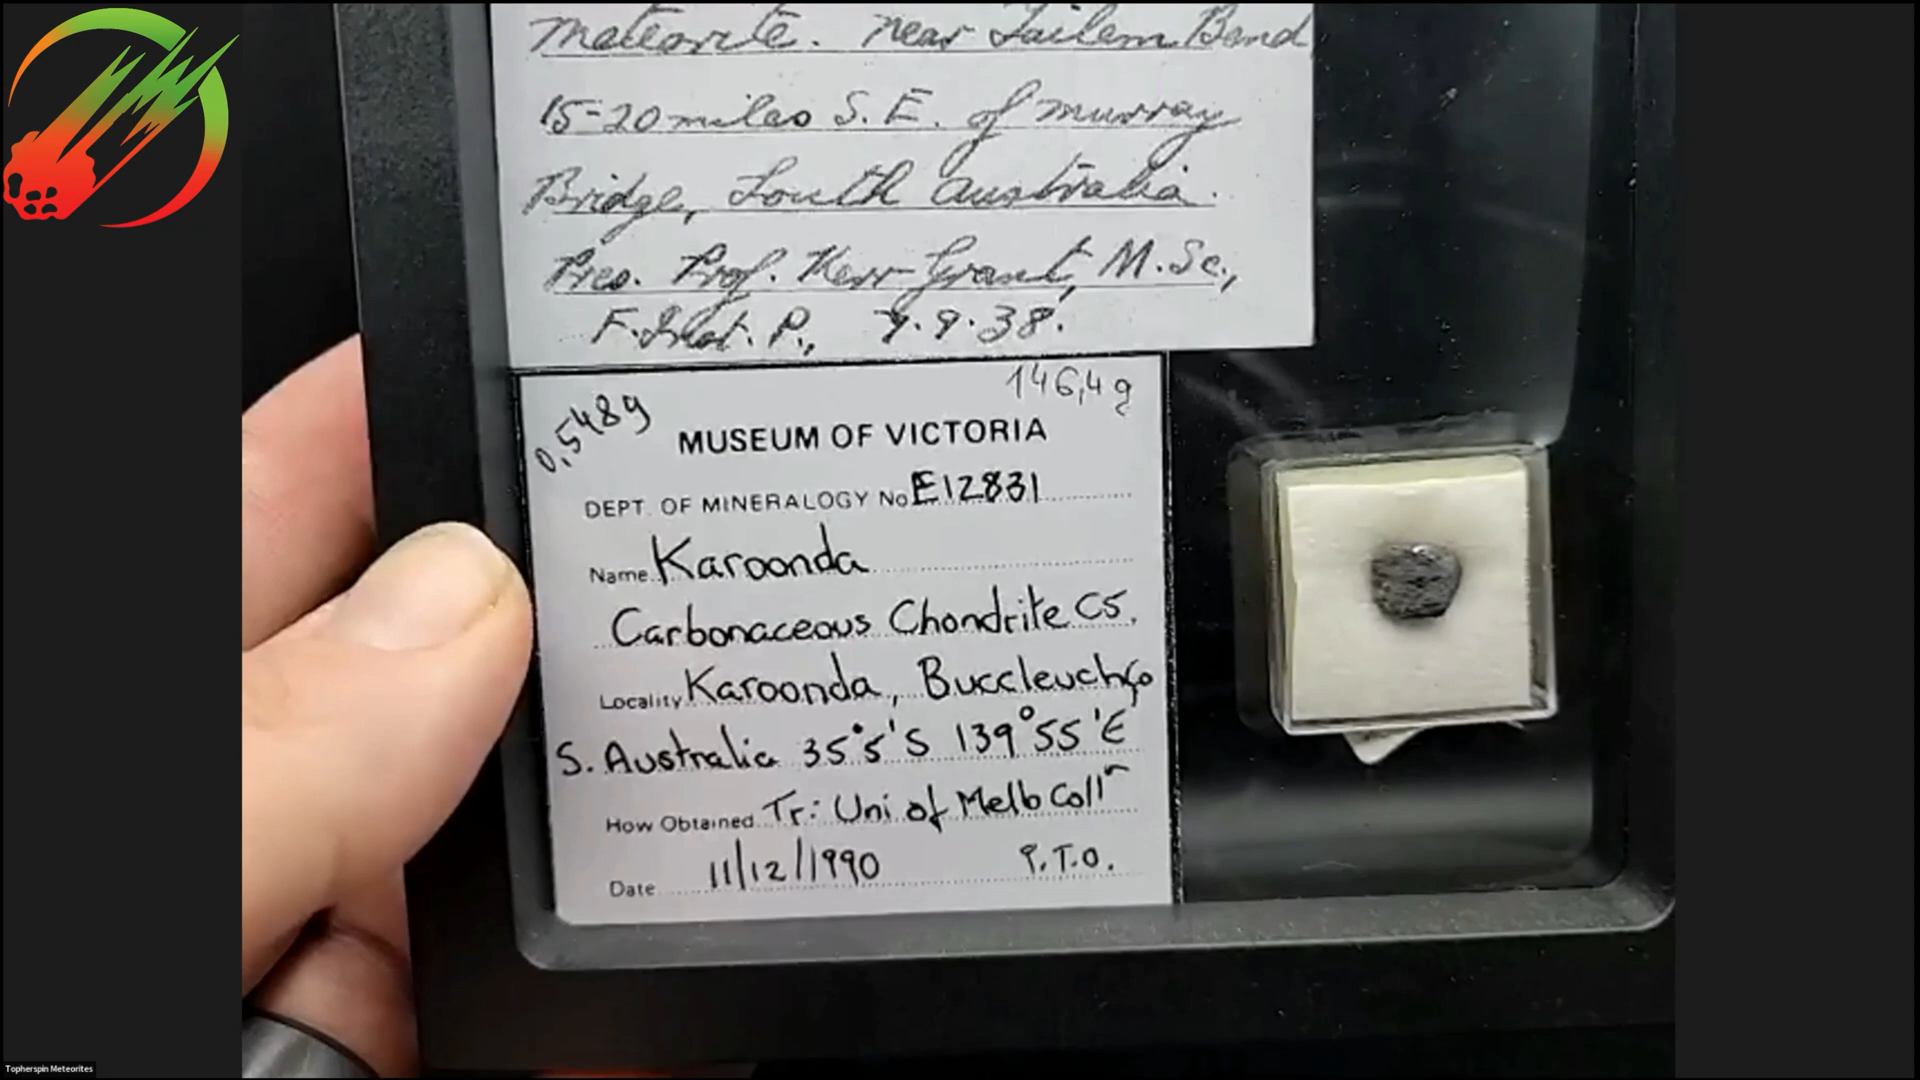 meteorite. near Tailem Bend
15-20 miles S.E. of Murray
Bridge, South Australia.
Pres. Prof. Kerr Grant, M.Sc.,
F.Inst.P., 7.9.38.
0,548g
146,4g
MUSEUM OF VICTORIA
DEPT. OF MINERALOGY No E12831
Name Karoonda
Carbonaceous Chondrite C5.
Locality Karoonda, Buccleuch Co
S. Australia 35°5'S 139°55'E
How Obtained Tr: Uni of Melb Coll^n
Date 11/12/1990 P.T.O.
Topherspin Meteorites